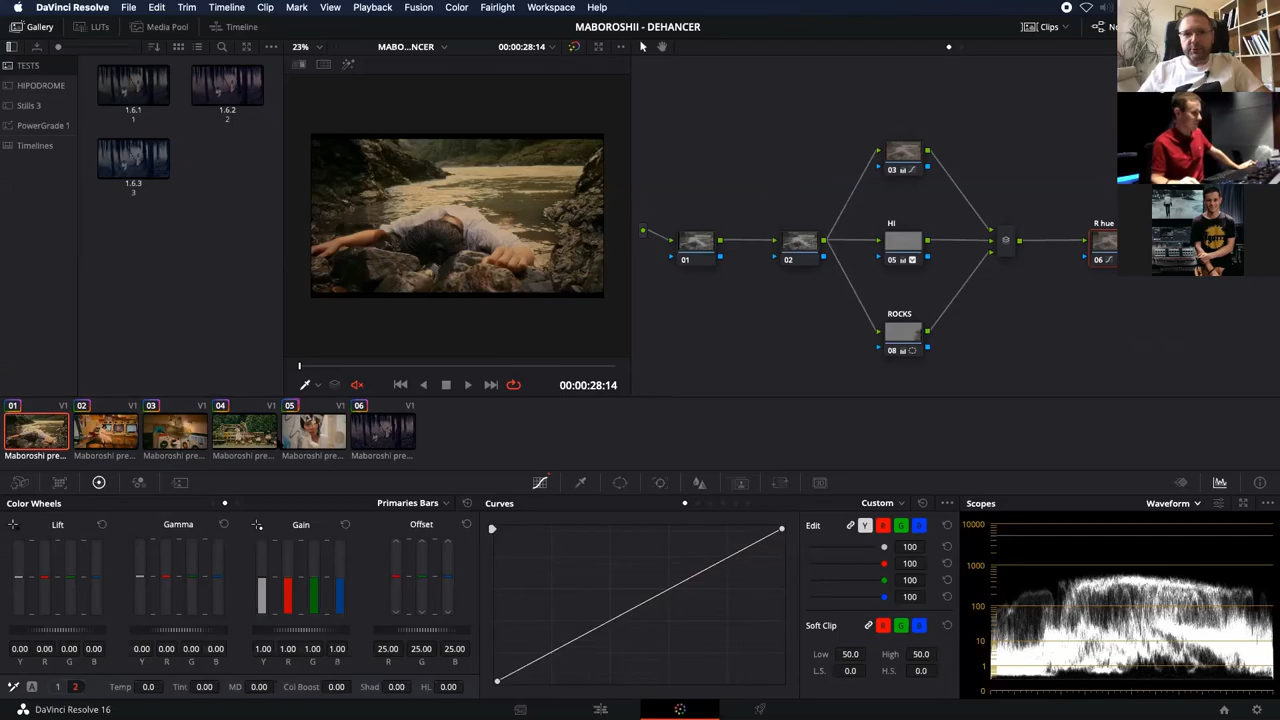 DaVinci Resolve File Edit Trim Timeline Clip Mark View Playback Fusion Color Fairlight Workspace Help
Gallery LUTs Media Pool Timeline MABOROSHII - DEHANCER Clips
23% MABO...NCER 00:00:28:14
TESTS
HIPODROME
Stills 3
PowerGrade 1
Timelines
1.6.1
1
1.6.2
2
1.6.3
3
00:00:28:14
01
02
03
HI
05
ROCKS
08
R hue
06
01 V1 02 V1 03 V1 04 V1 05 V1 06 V1
Maboroshi pre... Maboroshi pre... Maboroshi pre... Maboroshi pre... Maboroshi pre... Maboroshi pre...
Color Wheels Primaries Bars
Lift Gamma Gain Offset
0.00 0.00 0.00 0.00 0.00 0.00 0.00 0.00 1.00 1.00 1.00 1.00 25.00 25.00 25.00
Y R G B Y R G B Y R G B R G B
A 1 2 Temp 0.0 Tint 0.00 MD 0.00 Col Boost 0.00 Shad 0.00 HL 0.00
Curves Custom
Edit Y R G B
100
100
100
100
Soft Clip R G B
Low 50.0 High 50.0
L.S. 0.0 H.S. 0.0
Scopes Waveform
10000
1000
100
10
1
0
DaVinci Resolve 16